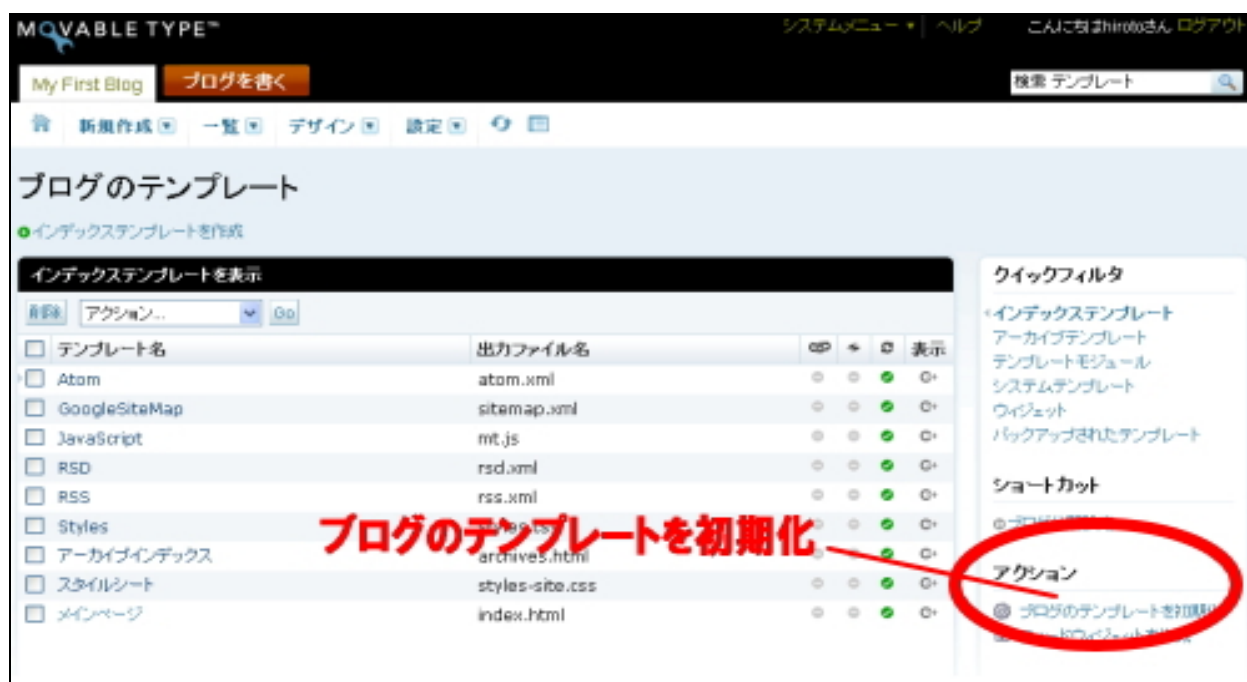 MOVABLE TYPE™
システムメニュー ヘルプ こんにちはhirotoさん ログアウト
My First Blog ブログを書く 検索 テンプレート
新規作成 一覧 デザイン 設定
ブログのテンプレート
インデックステンプレートを作成
インデックステンプレートを表示
削除 アクション... Go
テンプレート名 出力ファイル名 表示
Atom atom.xml
GoogleSiteMap sitemap.xml
JavaScript mt.js
RSD rsd.xml
RSS rss.xml
Styles
アーカイブインデックス archives.html
スタイルシート styles-site.css
メインページ index.html
ブログのテンプレートを初期化
クイックフィルタ
インデックステンプレート
アーカイブテンプレート
テンプレートモジュール
システムテンプレート
ウィジェット
バックアップされたテンプレート
ショートカット
アクション
ブログのテンプレートを初期化